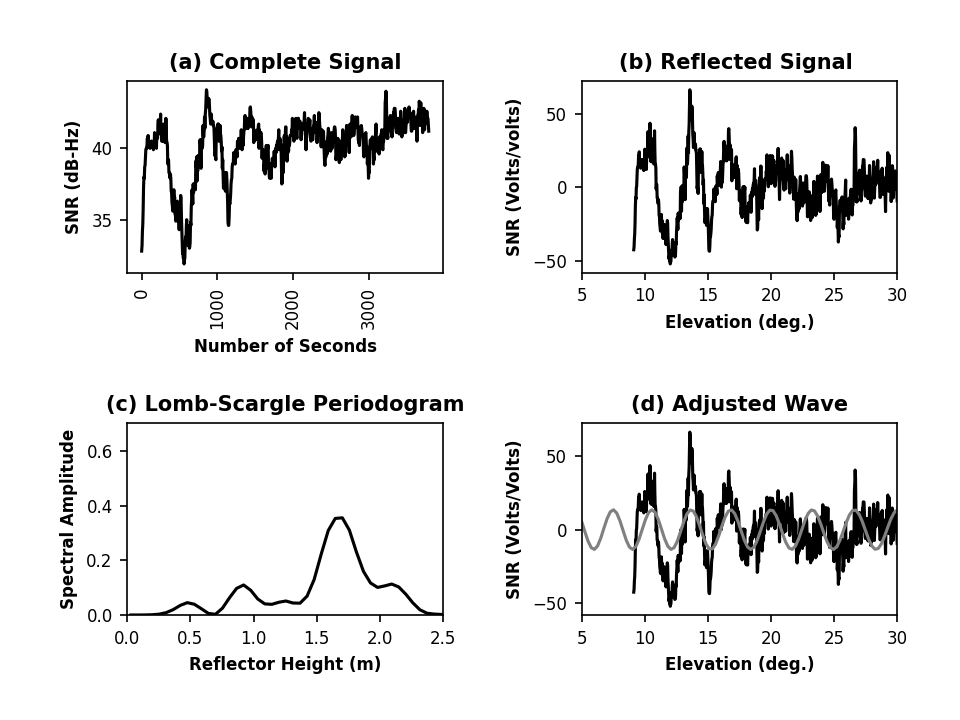 (a) Complete Signal
SNR (dB-Hz)
40
35
0
1000
2000
3000
Number of Seconds
(b) Reflected Signal
SNR (Volts/volts)
50
0
−50
5 10 15 20 25 30
Elevation (deg.)
(c) Lomb-Scargle Periodogram
Spectral Amplitude
0.6
0.4
0.2
0.0
0.0 0.5 1.0 1.5 2.0 2.5
Reflector Height (m)
(d) Adjusted Wave
SNR (Volts/Volts)
50
0
−50
5 10 15 20 25 30
Elevation (deg.)